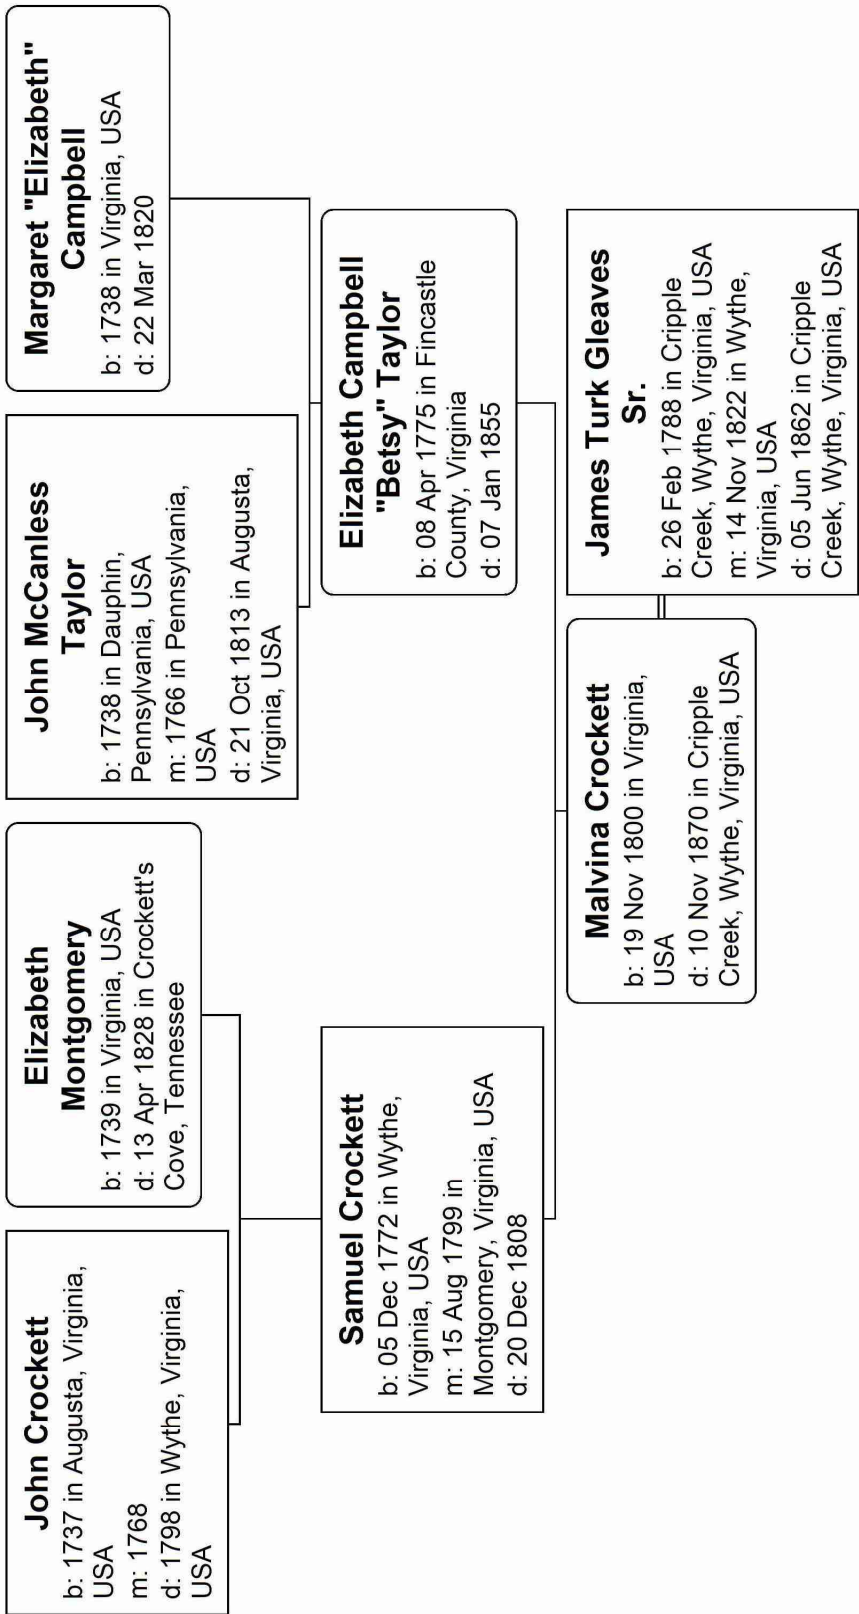 John Crockett
b: 1737 in Augusta, Virginia,
USA
m: 1768
d: 1798 in Wythe, Virginia,
USA
Elizabeth
Montgomery
b: 1739 in Virginia, USA
d: 13 Apr 1828 in Crockett's
Cove, Tennessee
John McCanless
Taylor
b: 1738 in Dauphin,
Pennsylvania, USA
m: 1766 in Pennsylvania,
USA
d: 21 Oct 1813 in Augusta,
Virginia, USA
Margaret "Elizabeth"
Campbell
b: 1738 in Virginia, USA
d: 22 Mar 1820
Samuel Crockett
b: 05 Dec 1772 in Wythe,
Virginia, USA
m: 15 Aug 1799 in
Montgomery, Virginia, USA
d: 20 Dec 1808
Elizabeth Campbell
"Betsy" Taylor
b: 08 Apr 1775 in Fincastle
County, Virginia
d: 07 Jan 1855
Malvina Crockett
b: 19 Nov 1800 in Virginia,
USA
d: 10 Nov 1870 in Cripple
Creek, Wythe, Virginia, USA
James Turk Gleaves
Sr.
b: 26 Feb 1788 in Cripple
Creek, Wythe, Virginia, USA
m: 14 Nov 1822 in Wythe,
Virginia, USA
d: 05 Jun 1862 in Cripple
Creek, Wythe, Virginia, USA